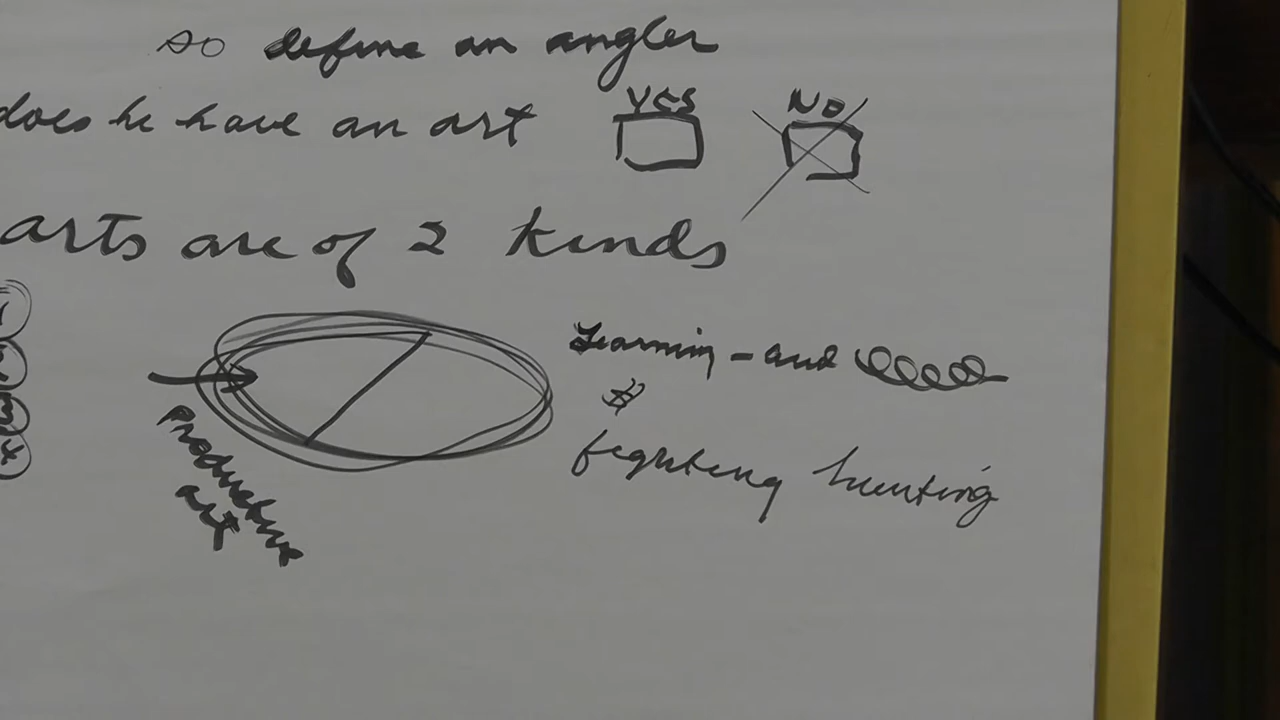 so define an angler
YES NO
does he have an art
arts are of 2 kinds
Learning - and
fighting hunting
Productive
art